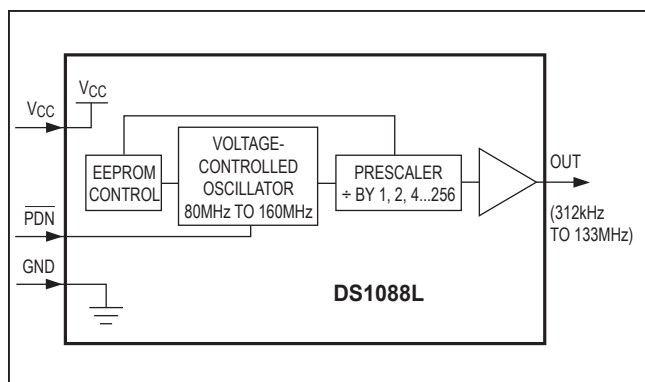 VCC
VCC
EEPROM
CONTROL
VOLTAGE-
CONTROLLED
OSCILLATOR
80MHz TO 160MHz
PRESCALER
÷ BY 1, 2, 4...256
OUT
(312kHz
TO 133MHz)
PDN
GND
DS1088L